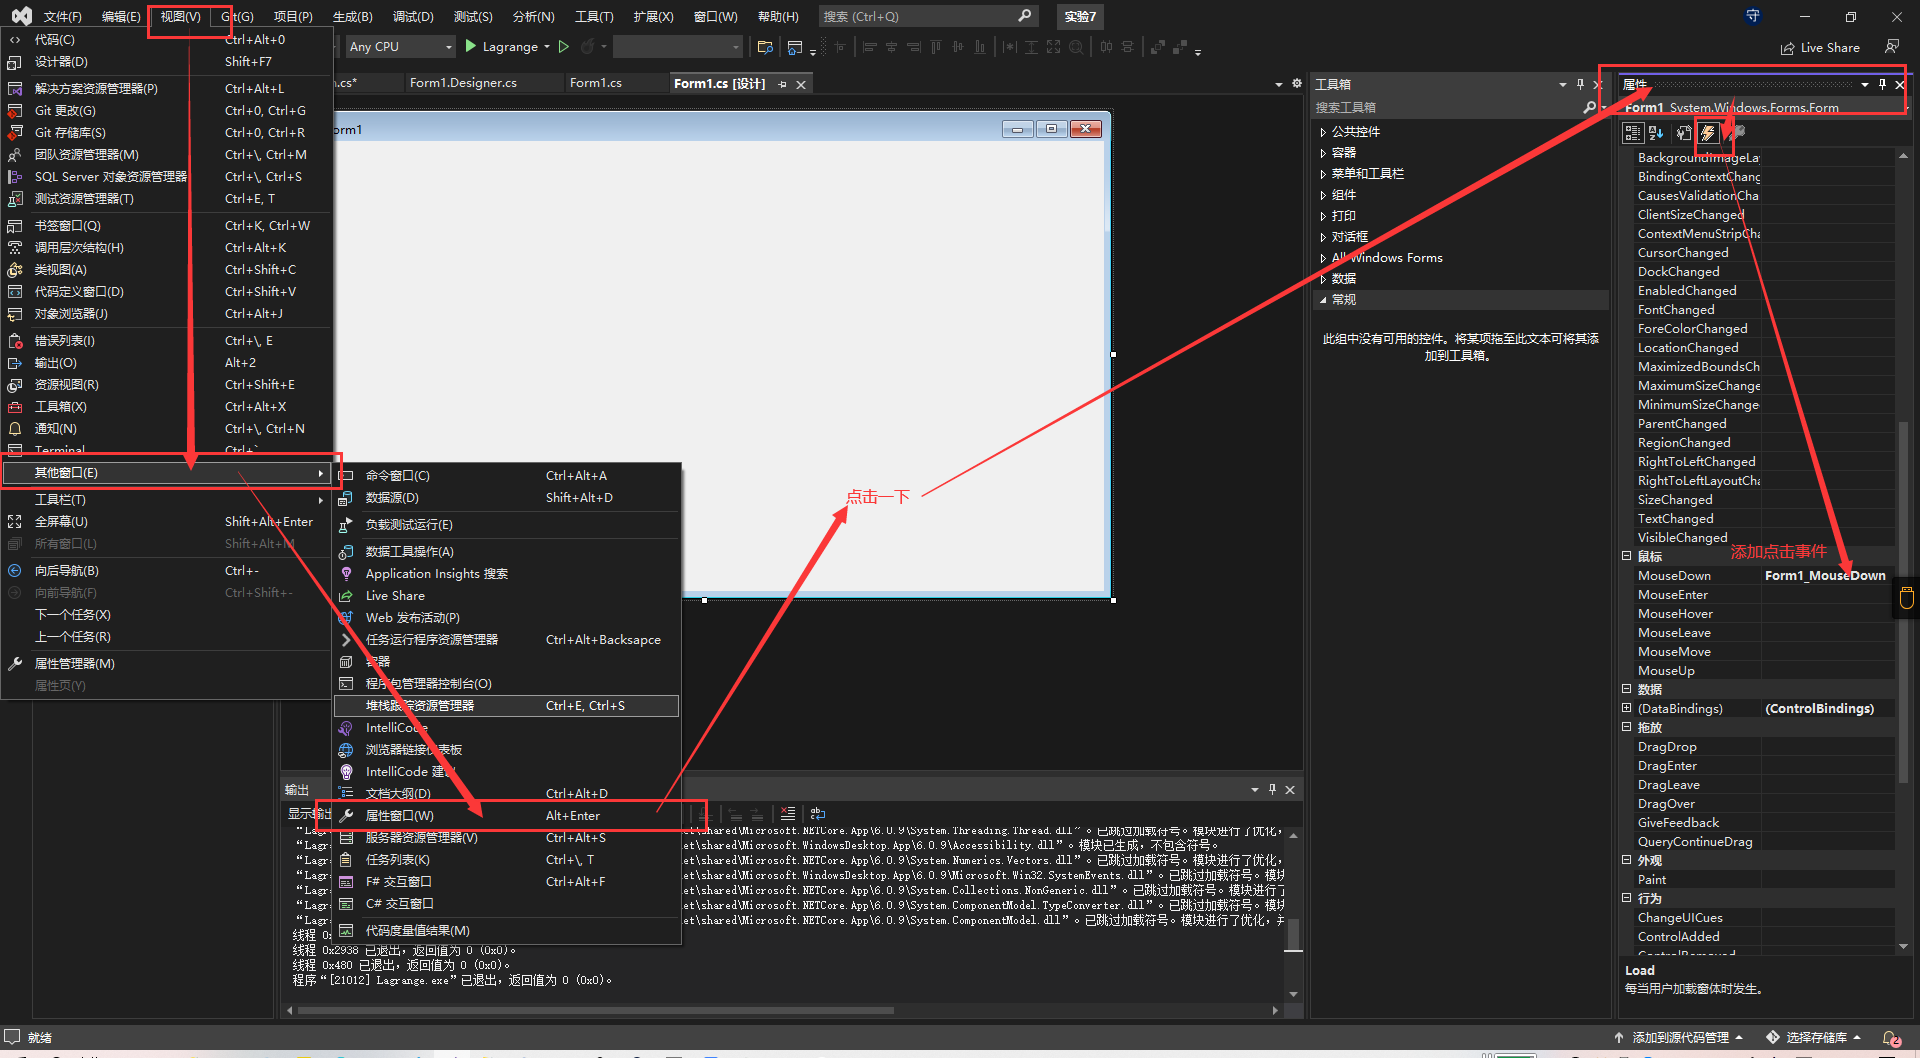 文件(F) 编辑(E) 视图(V) Git(G) 项目(P) 生成(B) 调试(D) 测试(S) 分析(N) 工具(T) 扩展(X) 窗口(W) 帮助(H) 搜索 (Ctrl+Q) 实验7 守
Any CPU Lagrange Live Share
代码(C) Ctrl+Alt+0
设计器(D) Shift+F7
解决方案资源管理器(P) Ctrl+Alt+L
Git 更改(G) Ctrl+0, Ctrl+G
Git 存储库(S) Ctrl+0, Ctrl+R
团队资源管理器(M) Ctrl+\, Ctrl+M
SQL Server 对象资源管理器 Ctrl+\, Ctrl+S
测试资源管理器(T) Ctrl+E, T
书签窗口(Q) Ctrl+K, Ctrl+W
调用层次结构(H) Ctrl+Alt+K
类视图(A) Ctrl+Shift+C
代码定义窗口(D) Ctrl+Shift+V
对象浏览器(J) Ctrl+Alt+J
错误列表(I) Ctrl+\, E
输出(O) Alt+2
资源视图(R) Ctrl+Shift+E
工具箱(X) Ctrl+Alt+X
通知(N) Ctrl+\, Ctrl+N
Terminal Ctrl+`
其他窗口(E)
工具栏(T)
全屏幕(U) Shift+Alt+Enter
所有窗口(L) Shift+Alt+M
向后导航(B) Ctrl+-
向前导航(F) Ctrl+Shift+-
下一个任务(X)
上一个任务(R)
属性管理器(M)
属性页(Y)
.cs* Form1.Designer.cs Form1.cs Form1.cs [设计]
orm1
命令窗口(C) Ctrl+Alt+A
数据源(D) Shift+Alt+D
负载测试运行(E)
数据工具操作(A)
Application Insights 搜索
Live Share
Web 发布活动(P)
任务运行程序资源管理器 Ctrl+Alt+Backsapce
容器
程序包管理器控制台(O)
堆栈跟踪资源管理器 Ctrl+E, Ctrl+S
IntelliCode
浏览器链接仪表板
IntelliCode 建议
文档大纲(D) Ctrl+Alt+D
属性窗口(W) Alt+Enter
服务器资源管理器(V) Ctrl+Alt+S
任务列表(K) Ctrl+\, T
F# 交互窗口 Ctrl+Alt+F
C# 交互窗口
代码度量值结果(M)
点击一下
输出
显示输出
“Lag et\shared\Microsoft.NETCore.App\6.0.9\System.Threading.Thread.dll”。已跳过加载符号。模块进行了优化，
“Lagr et\shared\Microsoft.WindowsDesktop.App\6.0.9\Accessibility.dll”。模块已生成，不包含符号。
“Lagr et\shared\Microsoft.NETCore.App\6.0.9\System.Numerics.Vectors.dll”。已跳过加载符号。模块进行了优化，
“Lagr et\shared\Microsoft.WindowsDesktop.App\6.0.9\Microsoft.Win32.SystemEvents.dll”。已跳过加载符号。模块
“Lagr et\shared\Microsoft.NETCore.App\6.0.9\System.Collections.NonGeneric.dll”。已跳过加载符号。模块进行了
“Lagr et\shared\Microsoft.NETCore.App\6.0.9\System.ComponentModel.TypeConverter.dll”。已跳过加载符号。模块
“Lagr et\shared\Microsoft.NETCore.App\6.0.9\System.ComponentModel.dll”。已跳过加载符号。模块进行了优化，并
线程 0x
线程 0x2938 已退出，返回值为 0 (0x0)。
线程 0x480 已退出，返回值为 0 (0x0)。
程序“[21012] Lagrange.exe”已退出，返回值为 0 (0x0)。
工具箱
搜索工具箱
公共控件
容器
菜单和工具栏
组件
打印
对话框
All Windows Forms
数据
常规
此组中没有可用的控件。将某项拖至此文本可将其添
加到工具箱。
属性
Form1 System.Windows.Forms.Form
BackgroundImageLay
BindingContextChang
CausesValidationCha
ClientSizeChanged
ContextMenuStripCha
CursorChanged
DockChanged
EnabledChanged
FontChanged
ForeColorChanged
LocationChanged
MaximizedBoundsCh
MaximumSizeChange
MinimumSizeChange
ParentChanged
RegionChanged
RightToLeftChanged
RightToLeftLayoutCha
SizeChanged
TextChanged
VisibleChanged
添加点击事件
鼠标
MouseDown Form1_MouseDown
MouseEnter
MouseHover
MouseLeave
MouseMove
MouseUp
数据
(DataBindings) (ControlBindings)
拖放
DragDrop
DragEnter
DragLeave
DragOver
GiveFeedback
QueryContinueDrag
外观
Paint
行为
ChangeUICues
ControlAdded
ControlRemoved
Load
每当用户加载窗体时发生。
就绪 添加到源代码管理 选择存储库 2